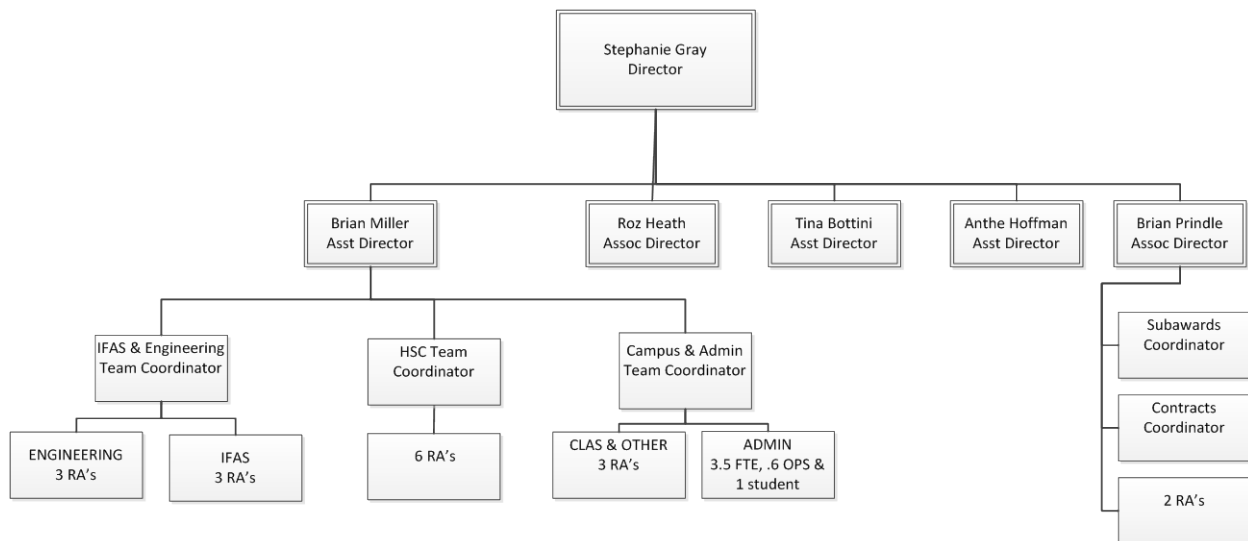 Stephanie Gray
Director
Brian Miller
Asst Director
Roz Heath
Assoc Director
Tina Bottini
Asst Director
Anthe Hoffman
Asst Director
Brian Prindle
Assoc Director
IFAS & Engineering
Team Coordinator
HSC Team
Coordinator
Campus & Admin
Team Coordinator
Subawards
Coordinator
Contracts
Coordinator
ENGINEERING
3 RA’s
IFAS
3 RA’s
6 RA’s
CLAS & OTHER
3 RA’s
ADMIN
3.5 FTE, .6 OPS &
1 student
2 RA’s